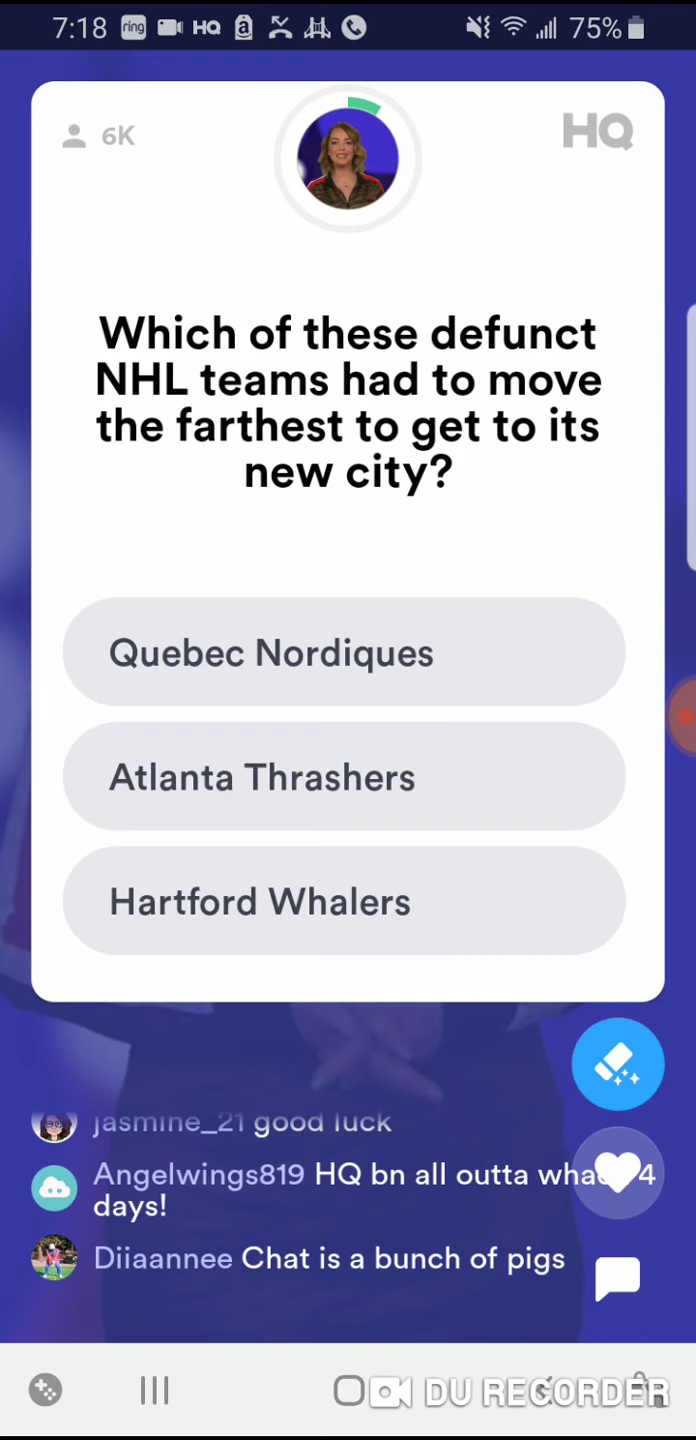 7:18 ring HQ a 75%
6K HQ
Which of these defunct
NHL teams had to move
the farthest to get to its
new city?
Quebec Nordiques
Atlanta Thrashers
Hartford Whalers
jasmine_21 good luck
Angelwings819 HQ bn all outta 4
days!
Diiaannee Chat is a bunch of pigs
DU RECORDER